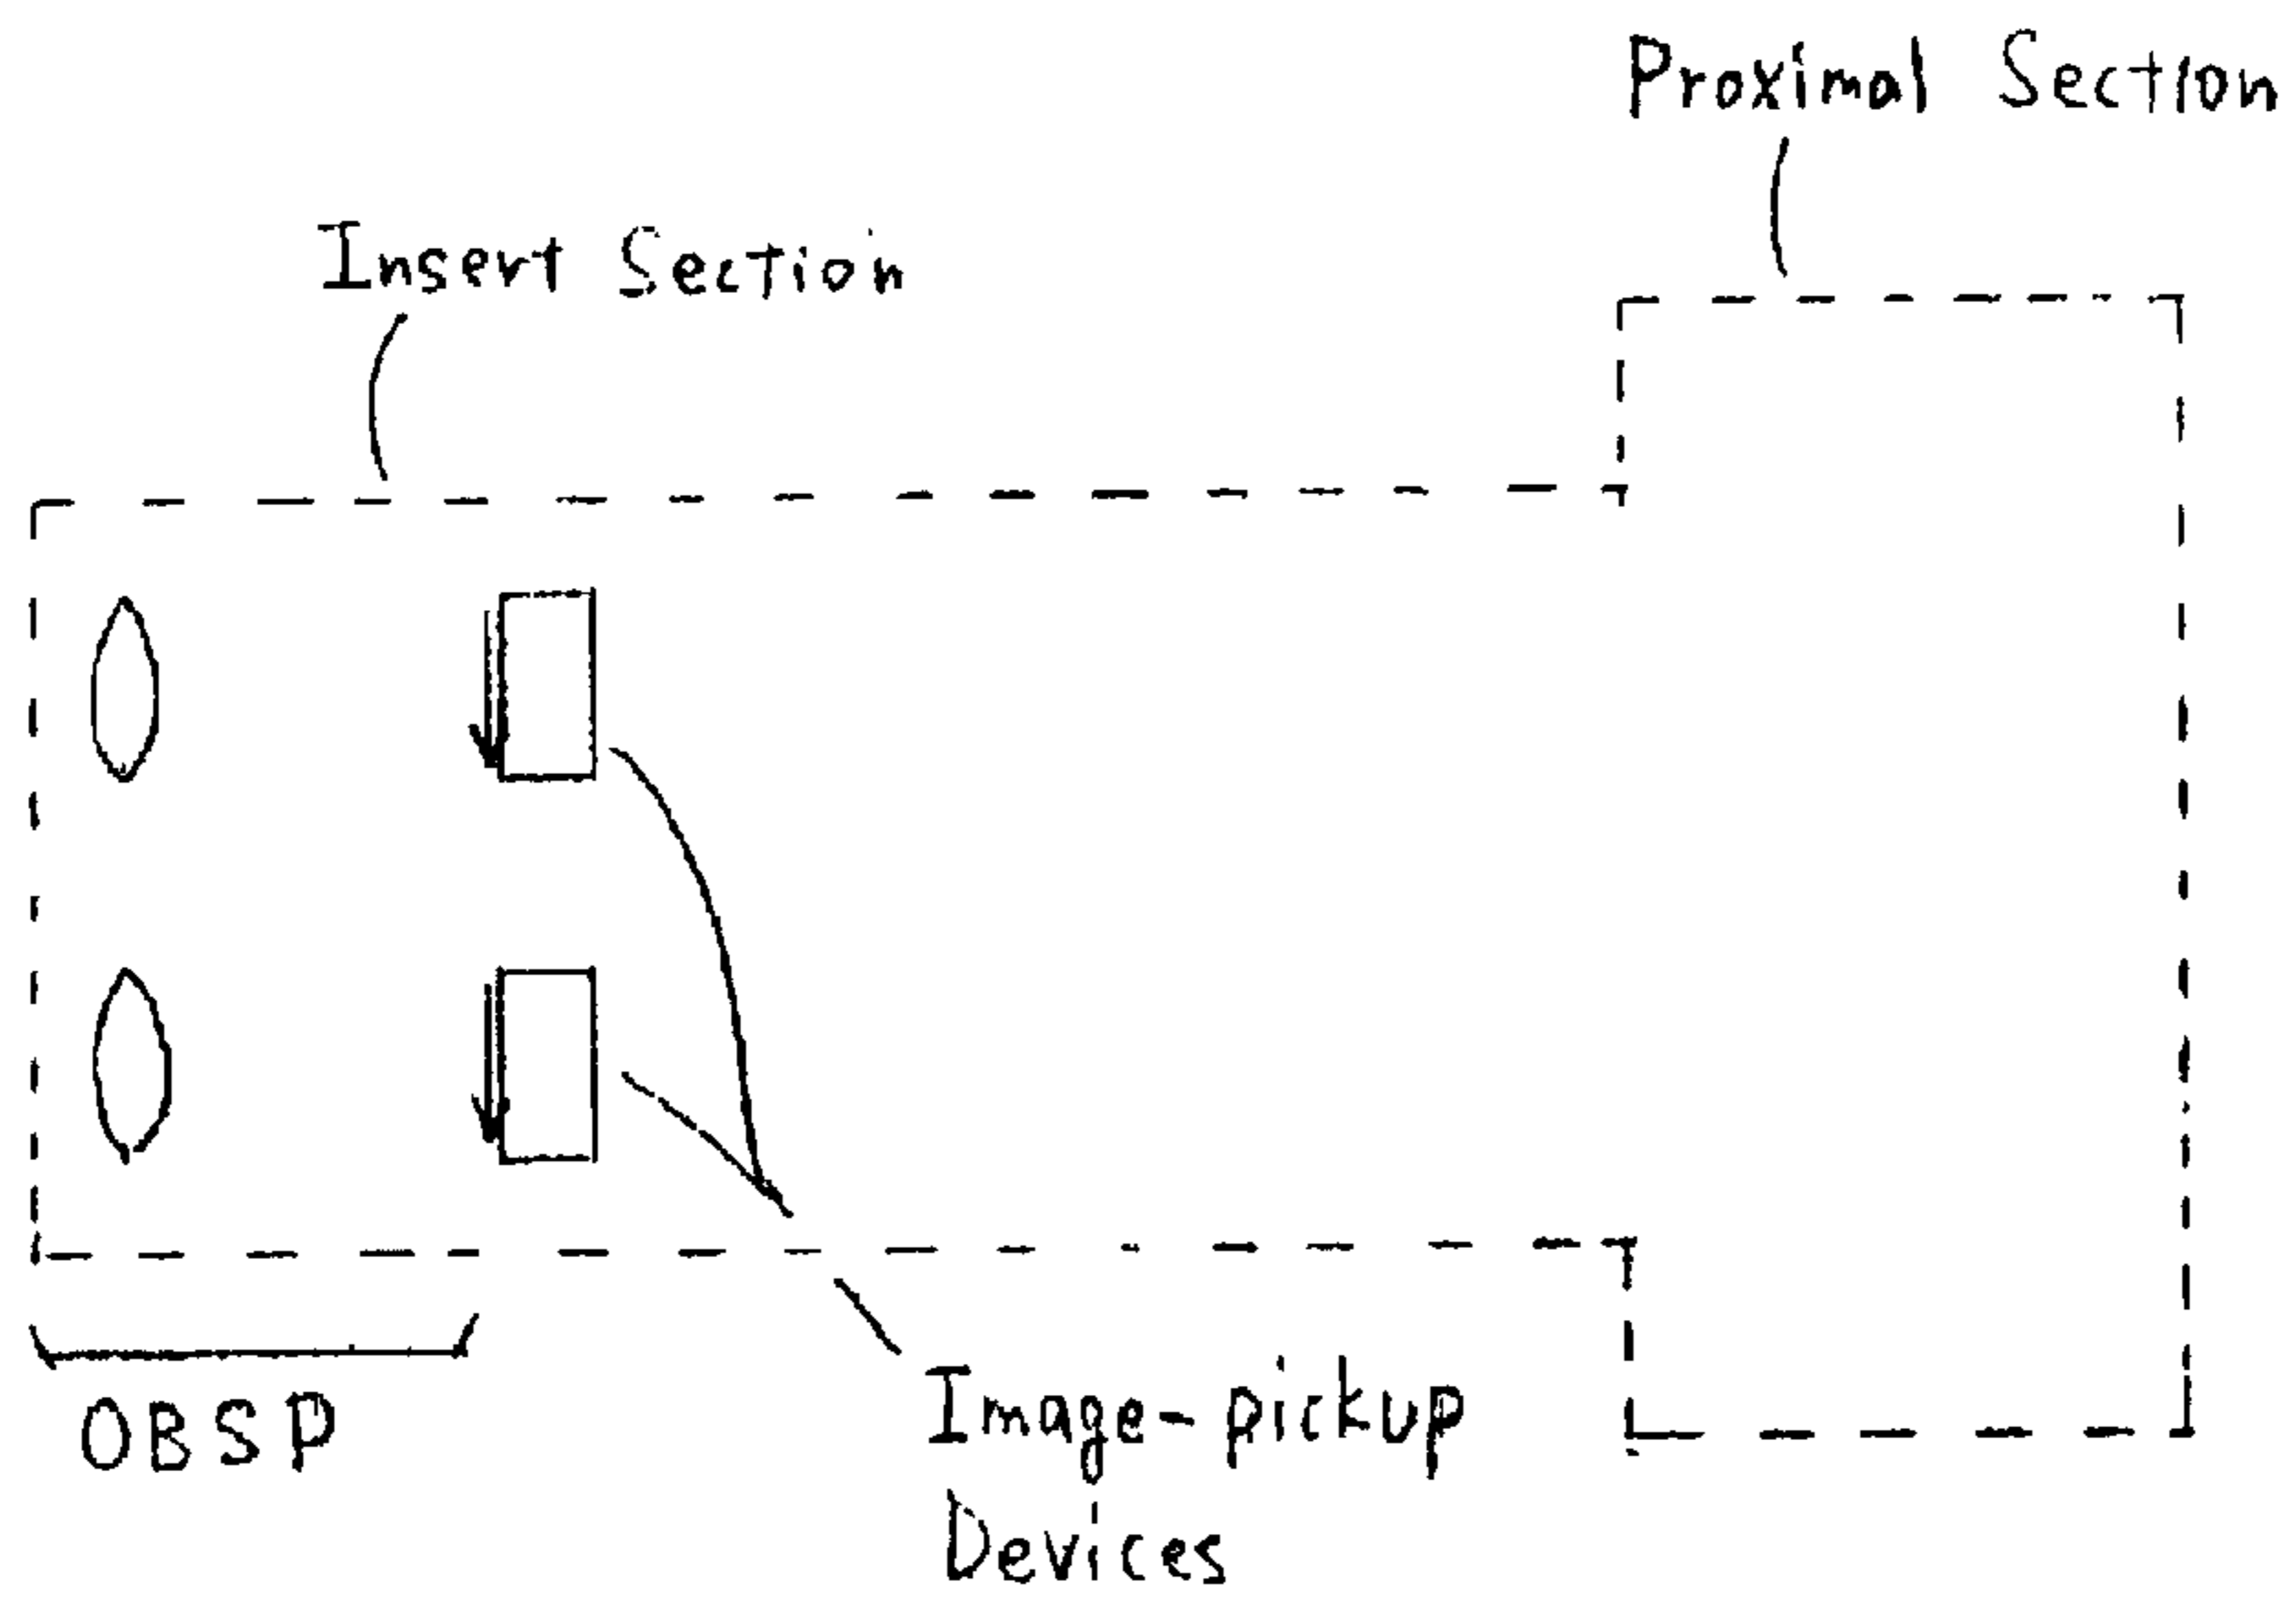 Proximal Section
Insert Section
OBSP
Image-pickup
Devices